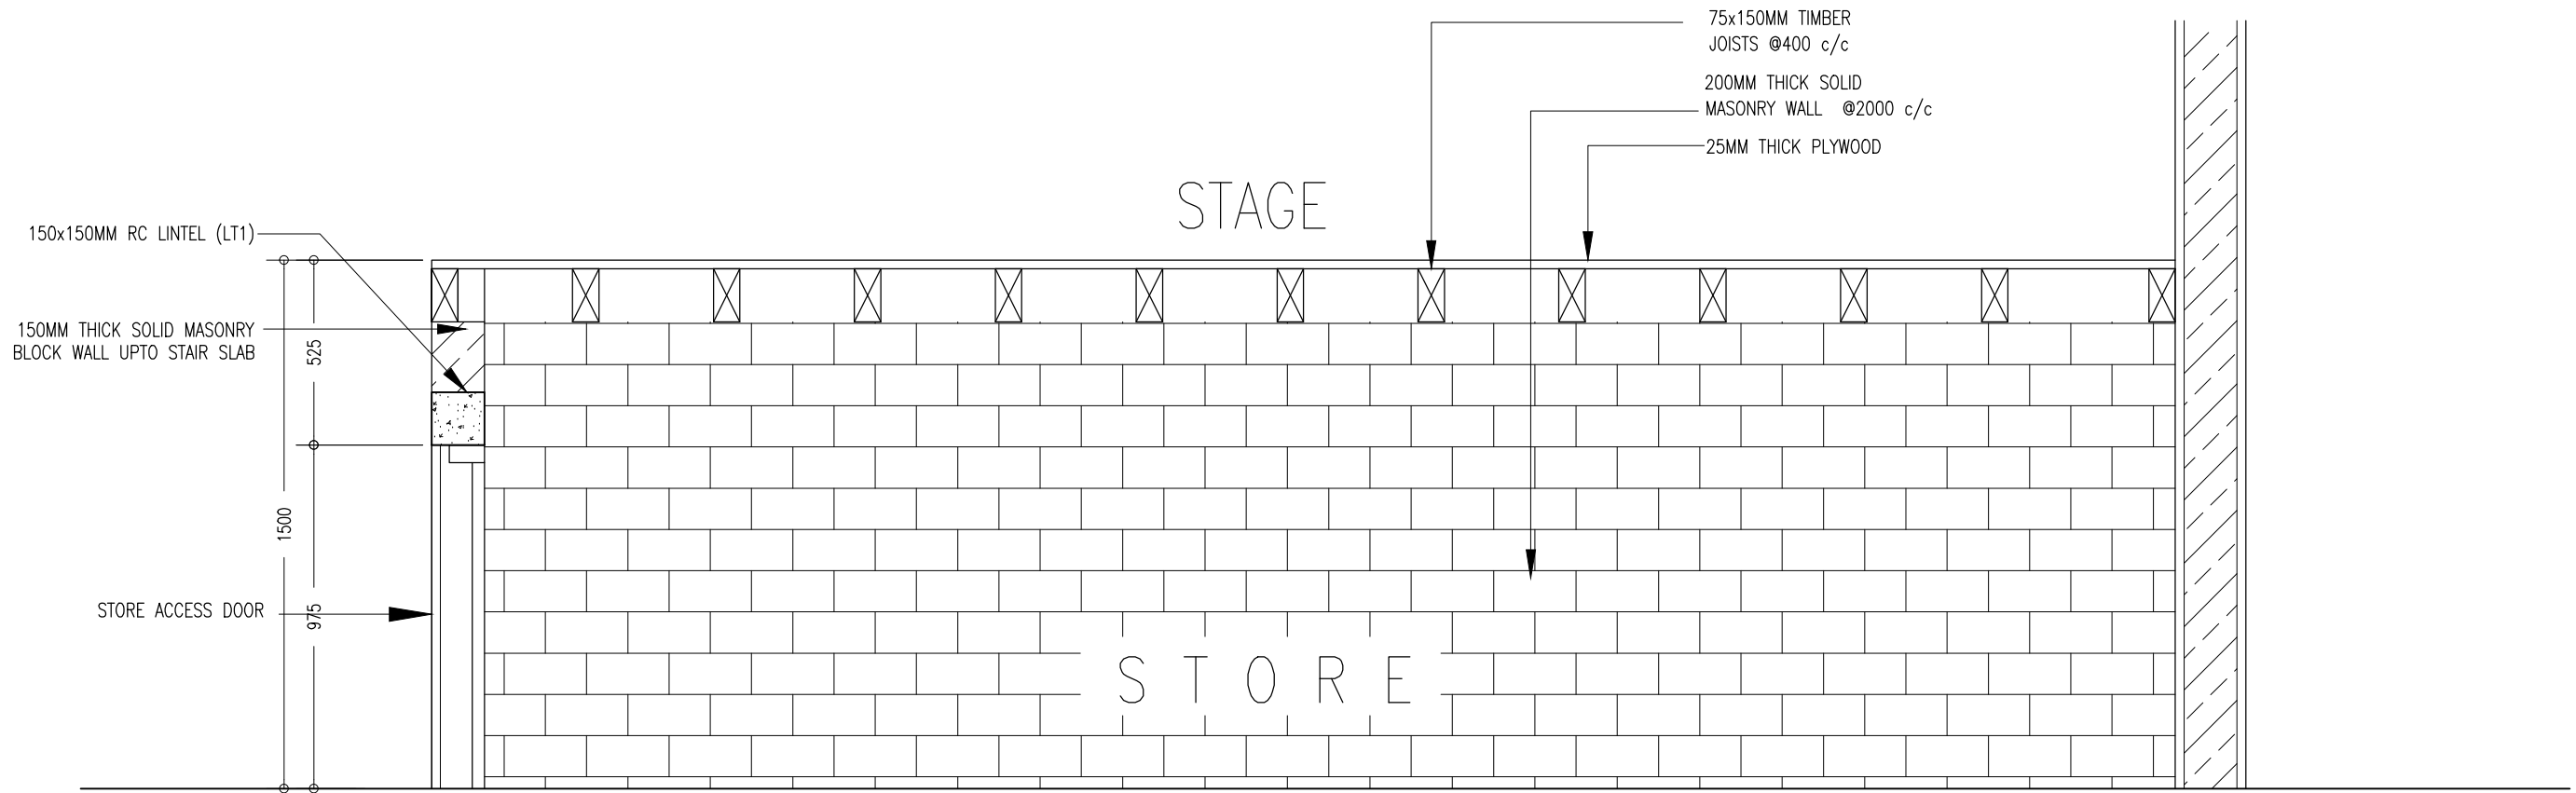 75x150MM TIMBER
JOISTS @400 c/c
200MM THICK SOLID
MASONRY WALL @2000 c/c
25MM THICK PLYWOOD
STAGE
150x150MM RC LINTEL (LT1)
150MM THICK SOLID MASONRY
BLOCK WALL UPTO STAIR SLAB
525
1500
975
STORE ACCESS DOOR
STORE